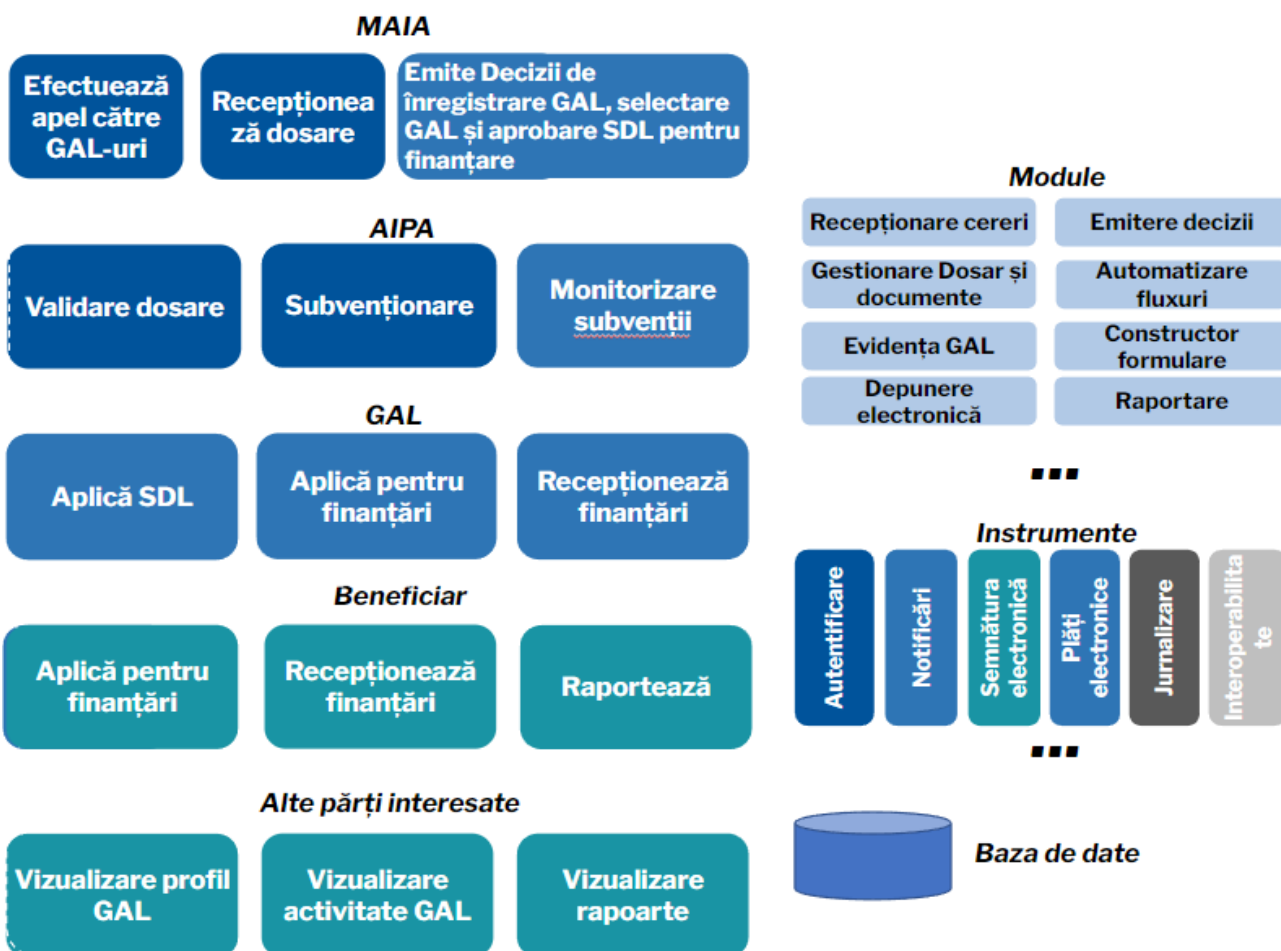 MAIA
Efectuează
apel către
GAL-uri
Recepționea
ză dosare
Emite Decizii de
înregistrare GAL, selectare
GAL și aprobare SDL pentru
finanțare
AIPA
Validare dosare
Subvenționare
Monitorizare
subvenții
GAL
Aplică SDL
Aplică pentru
finanțări
Recepționează
finanțări
Beneficiar
Aplică pentru
finanțări
Recepționează
finanțări
Raportează
Alte părți interesate
Vizualizare profil
GAL
Vizualizare
activitate GAL
Vizualizare
rapoarte
Module
Recepționare cereri
Emitere decizii
Gestionare Dosar și
documente
Automatizare
fluxuri
Evidența GAL
Constructor
formulare
Depunere
electronică
Raportare
...
Instrumente
Autentificare
Notificări
Semnătura
electronică
Plăți
electronice
Jurnalizare
Interoperabilita
te
...
Baza de date